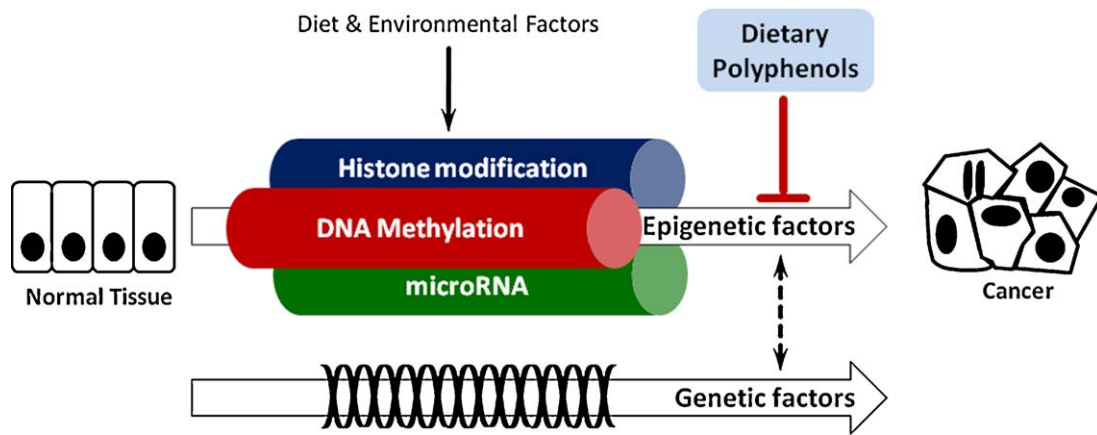 Diet & Environmental Factors
Dietary
Polyphenols
Histone modification
DNA Methylation
Epigenetic factors
microRNA
Normal Tissue
Cancer
Genetic factors